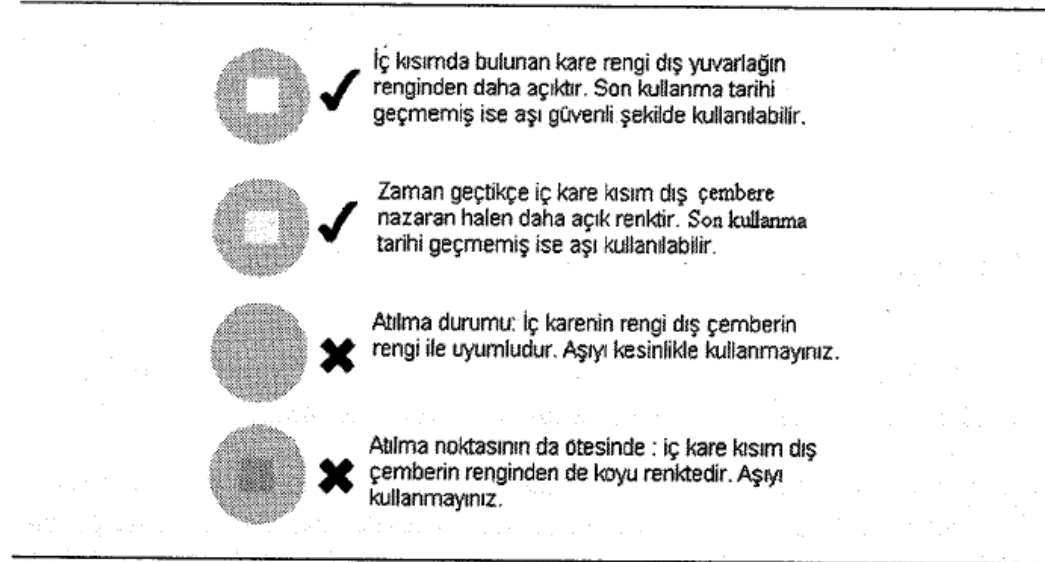 İç kısımda bulunan kare rengi dış yuvarlağın
renginden daha açıktır. Son kullanma tarihi
geçmemiş ise aşı güvenli şekilde kullanılabilir.
Zaman geçtikçe iç kare kısım dış çembere
nazaran halen daha açık renktir. Son kullanma
tarihi geçmemiş ise aşı kullanılabilir.
Atılma durumu: İç karenin rengi dış çemberin
rengi ile uyumludur. Aşıyı kesinlikle kullanmayınız.
Atılma noktasının da ötesinde : iç kare kısım dış
çemberin renginden de koyu renktedir. Aşıyı
kullanmayınız.